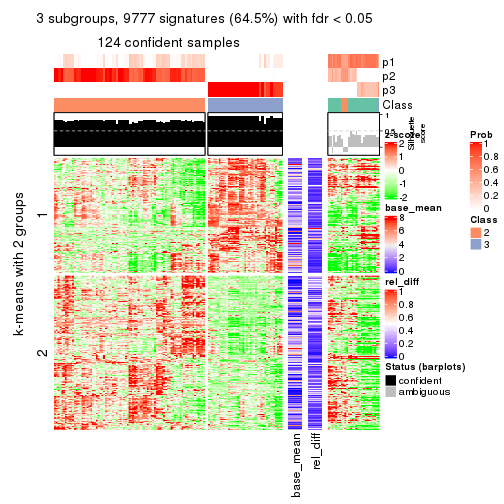 3 subgroups, 9777 signatures (64.5%) with fdr < 0.05
124 confident samples
p1
p2
p3
Class
1
0.5
Silhouette
score
k-means with 2 groups
1
2
base_mean
rel_diff
z-score
2
1
0
-1
-2
base_mean
8
6
4
2
0
rel_diff
1
0.8
0.6
0.4
0.2
0
Status (barplots)
confident
ambiguous
Prob
1
0.8
0.6
0.4
0.2
0
Class
2
3